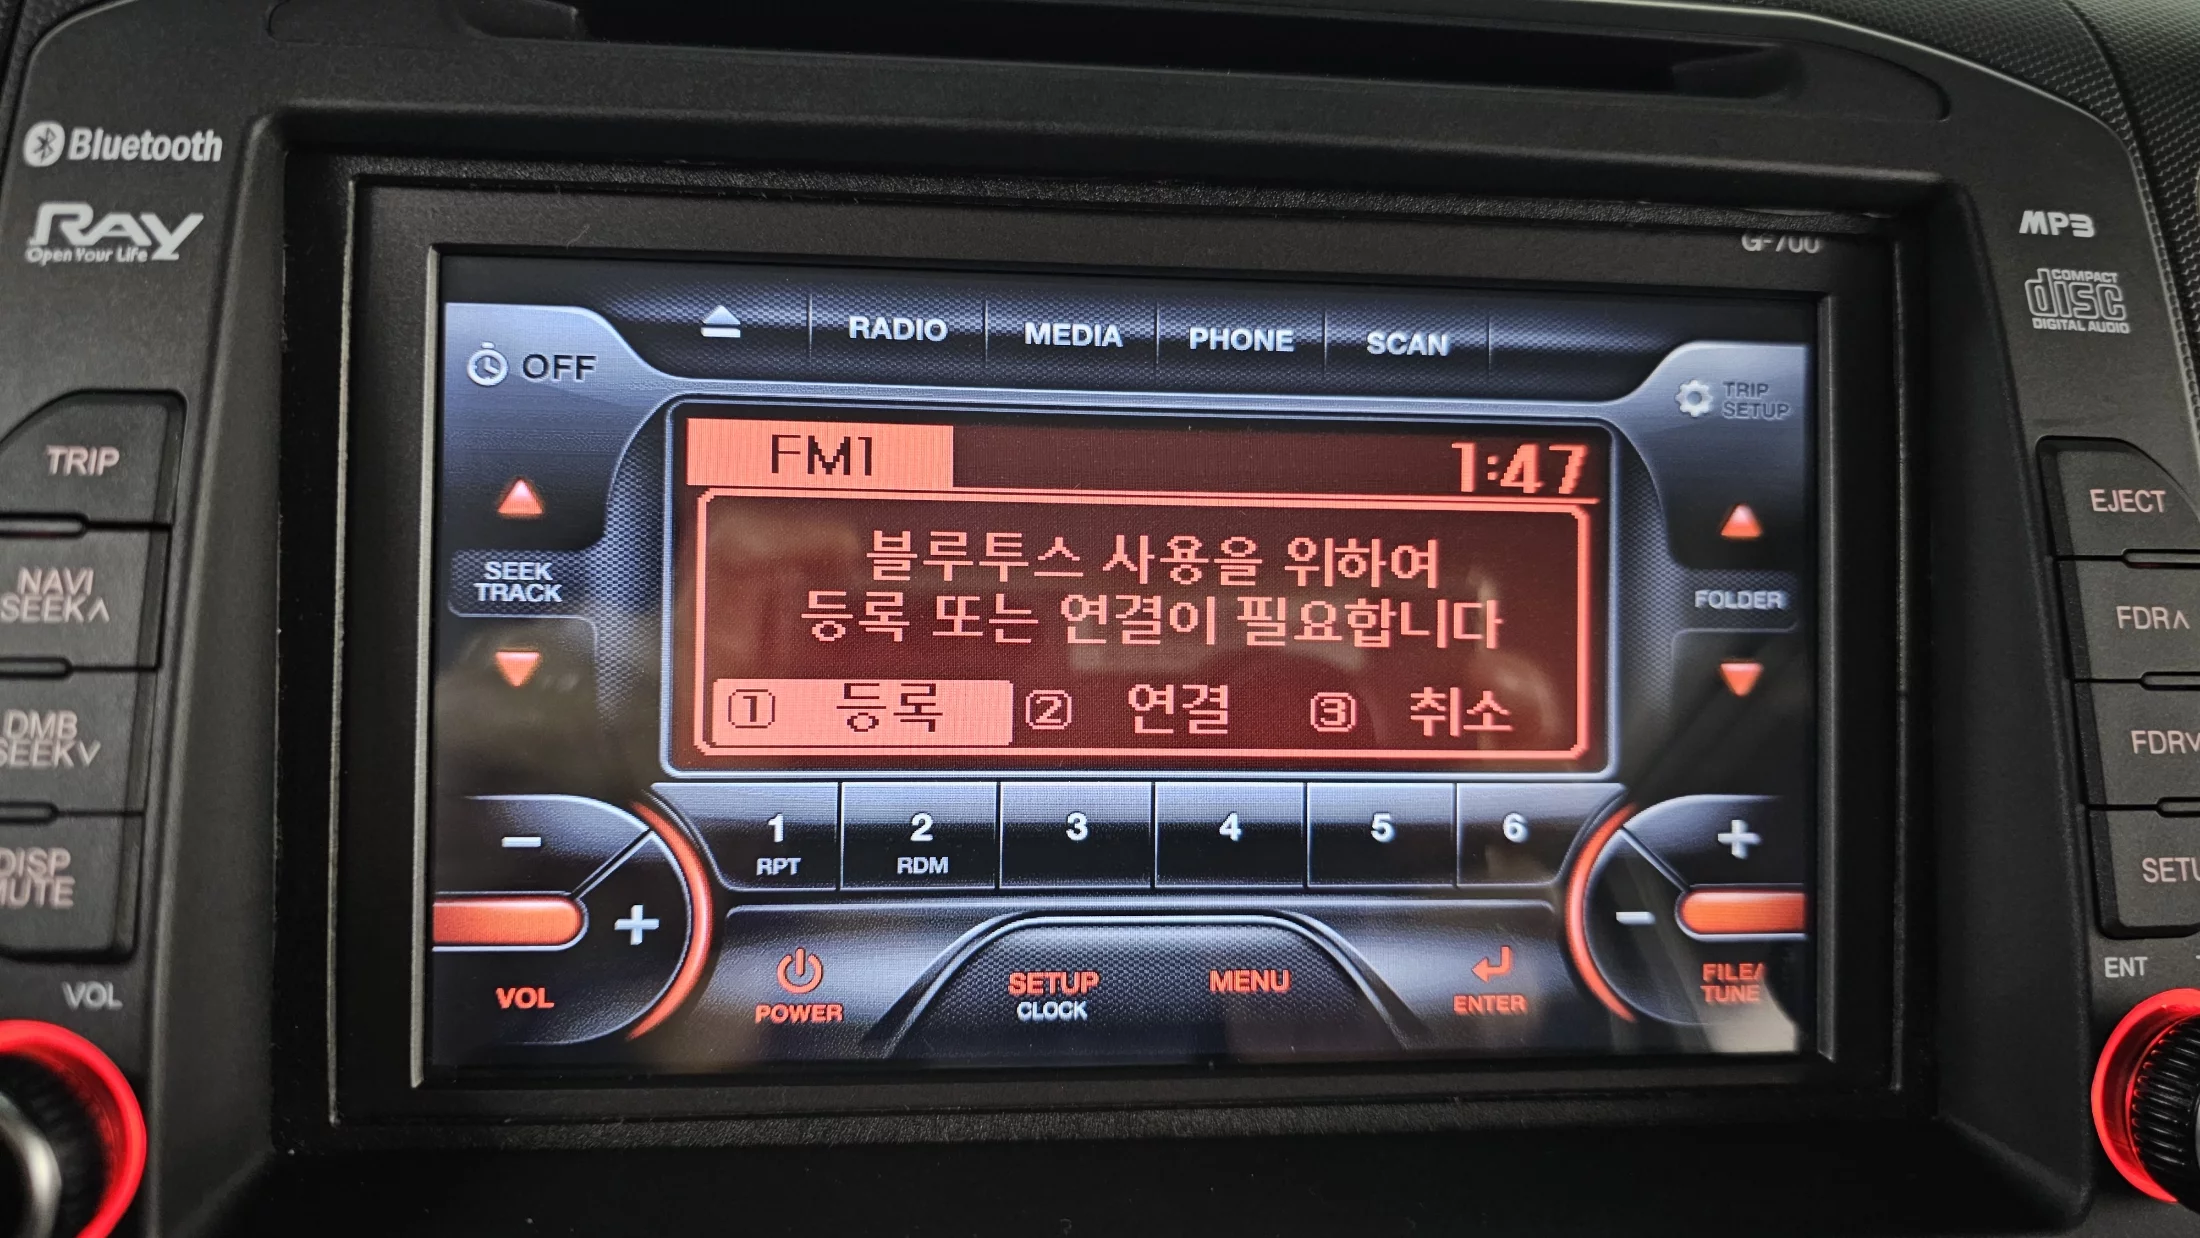 Bluetooth
RAY
Open Your Life
MP3
COMPACT
disc
DIGITAL AUDIO
G-700
RADIO
MEDIA
PHONE
SCAN
OFF
TRIP
SETUP
FM1
1:47
블루투스 사용을 위하여
등록 또는 연결이 필요합니다
① 등록 ② 연결 ③ 취소
SEEK
TRACK
FOLDER
1
RPT
2
RDM
3
4
5
6
VOL
POWER
SETUP
CLOCK
MENU
ENTER
FILE/
TUNE
TRIP
NAVI
SEEK∧
DMB
SEEK∨
DISP
MUTE
VOL
EJECT
FDR∧
FDR∨
SETU
ENT